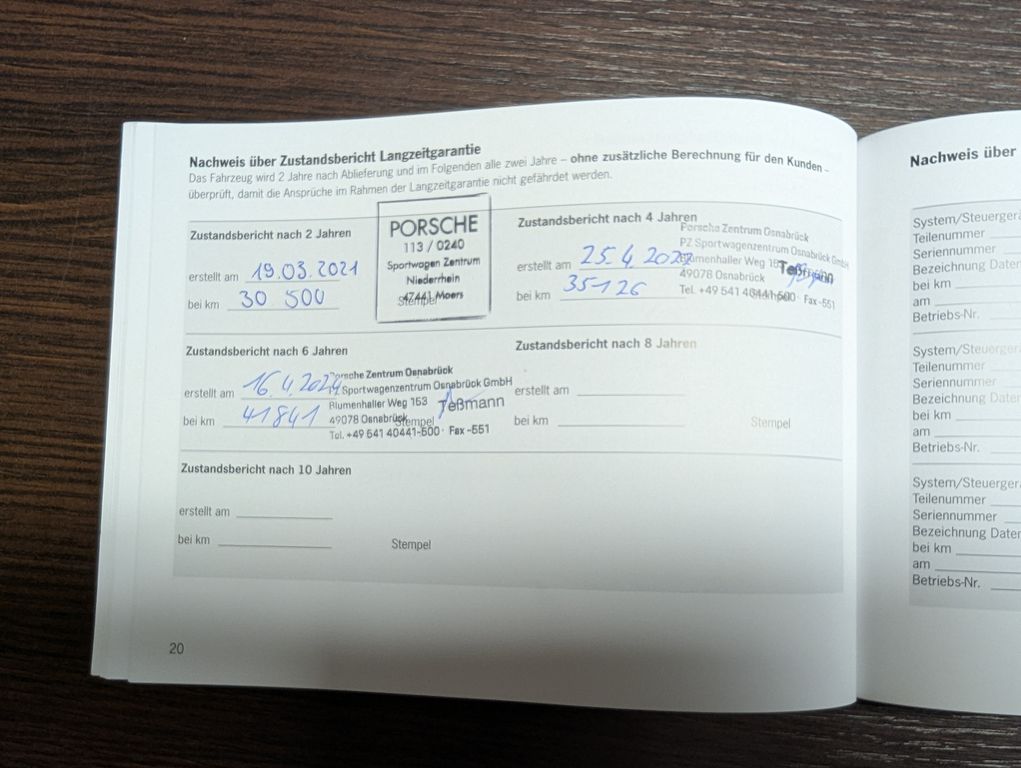 Nachweis über Zustandsbericht Langzeitgarantie
Das Fahrzeug wird 2 Jahre nach Ablieferung und im Folgenden alle zwei Jahre – ohne zusätzliche Berechnung für den Kunden –
überprüft, damit die Ansprüche im Rahmen der Langzeitgarantie nicht gefährdet werden.
Zustandsbericht nach 2 Jahren
erstellt am 19.03.2021
bei km 30 500
PORSCHE
113 / 0240
Sportwagen Zentrum
Niederrhein
47441 Moers
Stempel
Zustandsbericht nach 4 Jahren
erstellt am 25.4.202
bei km 35126
Porsche Zentrum Osnabrück
PZ Sportwagenzentrum Osnabrück GmbH
Blumenhaller Weg
49078 Osnabrück
Teßmann
Tel. +49 541 40441-500 · Fax -551
Stempel
Zustandsbericht nach 6 Jahren
erstellt am 16.4.2024
bei km 41841
Porsche Zentrum Osnabrück
PZ Sportwagenzentrum Osnabrück GmbH
Blumenhaller Weg 153
49078 Osnabrück
Teßmann
Stempel
Tel. +49 541 40441-500 · Fax -551
Zustandsbericht nach 8 Jahren
erstellt am
bei km
Stempel
Zustandsbericht nach 10 Jahren
erstellt am
bei km
Stempel
20
Nachweis über
System/Steuerger
Teilenummer
Seriennummer
Bezeichnung Daten
bei km
am
Betriebs-Nr.
System/Steuerger
Teilenummer
Seriennummer
Bezeichnung Daten
bei km
am
Betriebs-Nr.
System/Steuerger
Teilenummer
Seriennummer
Bezeichnung Daten
bei km
am
Betriebs-Nr.